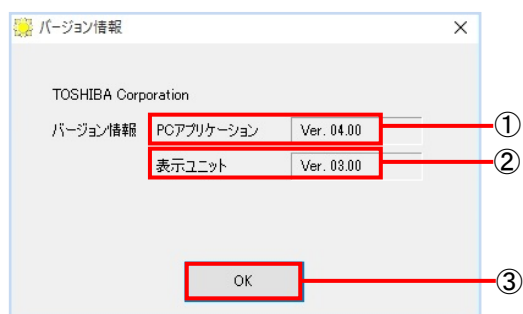 バージョン情報
TOSHIBA Corporation
バージョン情報 PCアプリケーション Ver. 04.00 ①
表示ユニット Ver. 03.00 ②
OK ③